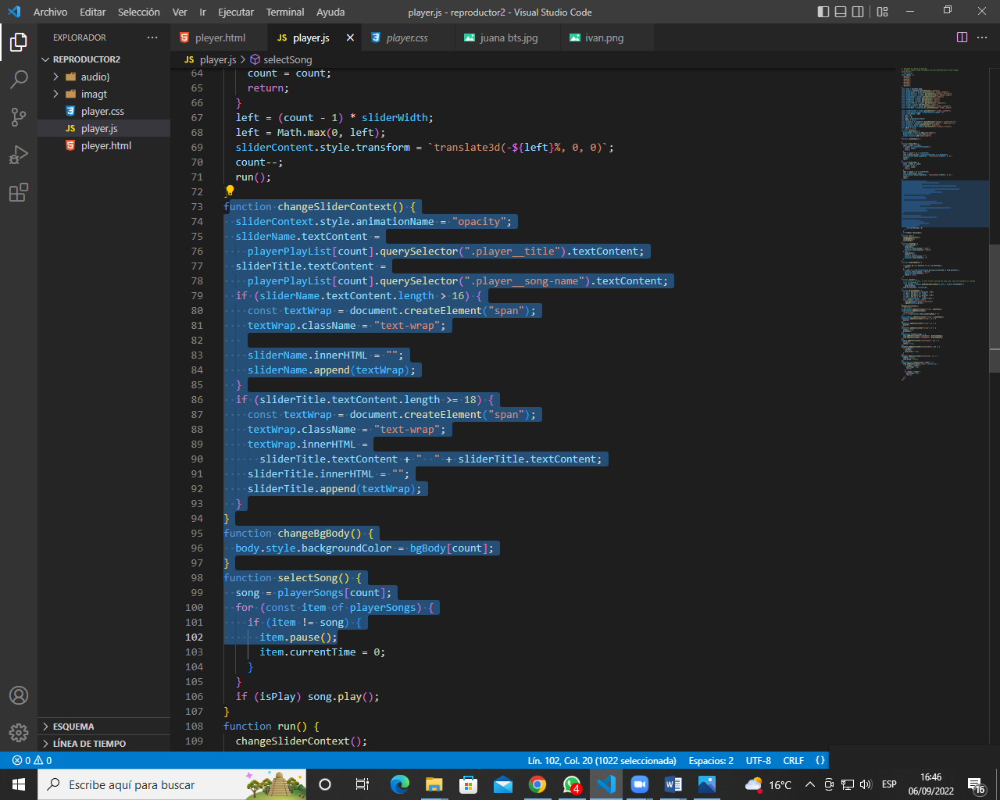 Archivo Editar Selección Ver Ir Ejecutar Terminal Ayuda player.js - reproductor2 - Visual Studio Code
EXPLORADOR ···
REPRODUCTOR2
audio}
imagt
player.css
player.js
pleyer.html
ESQUEMA
LÍNEA DE TIEMPO
pleyer.html JS player.js player.css juana bts.jpg ivan.png
JS player.js > selectSong
64 count = count;
65 return;
66 }
67 left = (count - 1) * sliderWidth;
68 left = Math.max(0, left);
69 sliderContent.style.transform = `translate3d(-${left}%, 0, 0)`;
70 count--;
71 run();
72 }
73 function changeSliderContext() {
74 sliderContext.style.animationName = "opacity";
75 sliderName.textContent =
76 playerPlayList[count].querySelector(".player__title").textContent;
77 sliderTitle.textContent =
78 playerPlayList[count].querySelector(".player__song-name").textContent;
79 if (sliderName.textContent.length > 16) {
80 const textWrap = document.createElement("span");
81 textWrap.className = "text-wrap";
82
83 sliderName.innerHTML = "";
84 sliderName.append(textWrap);
85 }
86 if (sliderTitle.textContent.length >= 18) {
87 const textWrap = document.createElement("span");
88 textWrap.className = "text-wrap";
89 textWrap.innerHTML =
90 sliderTitle.textContent + "  " + sliderTitle.textContent;
91 sliderTitle.innerHTML = "";
92 sliderTitle.append(textWrap);
93 }
94 }
95 function changeBgBody() {
96 body.style.backgroundColor = bgBody[count];
97 }
98 function selectSong() {
99 song = playerSongs[count];
100 for (const item of playerSongs) {
101 if (item != song) {
102 item.pause();
103 item.currentTime = 0;
104 }
105 }
106 if (isPlay) song.play();
107 }
108 function run() {
109 changeSliderContext();
0 0 Lín. 102, Col. 20 (1022 seleccionada) Espacios: 2 UTF-8 CRLF {}
Escribe aquí para buscar 4 16°C ESP 16:46
06/09/2022 16